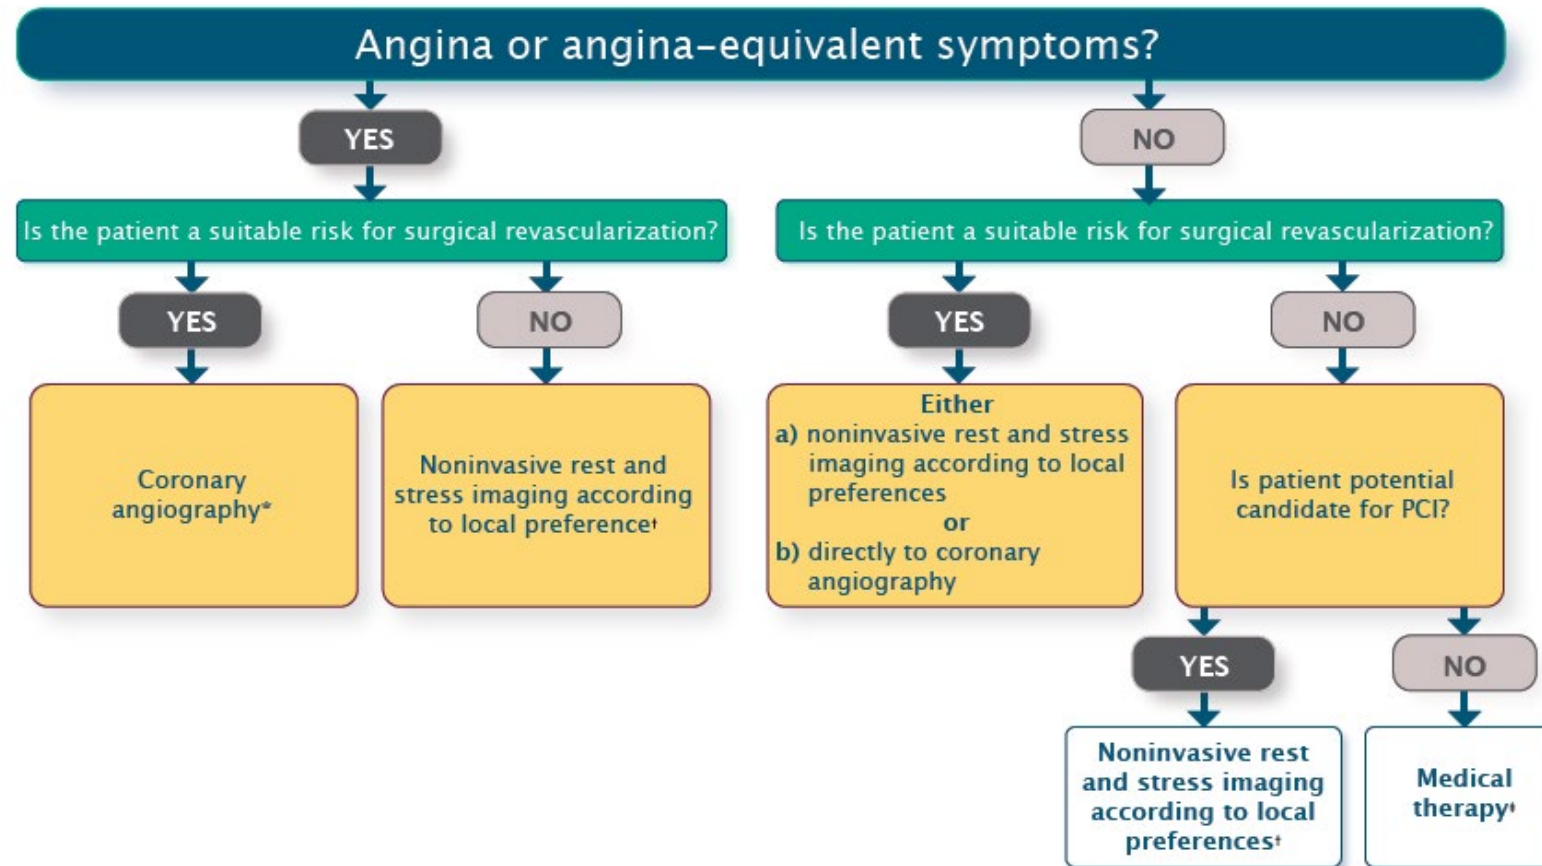 Angina or angina-equivalent symptoms?
YES
NO
Is the patient a suitable risk for surgical revascularization?
Is the patient a suitable risk for surgical revascularization?
YES
NO
YES
NO
Coronary
angiography*
Noninvasive rest and
stress imaging according
to local preference†
Either
a) noninvasive rest and stress
imaging according to local
preferences
or
b) directly to coronary
angiography
Is patient potential
candidate for PCI?
YES
NO
Noninvasive rest
and stress imaging
according to local
preferences†
Medical
therapy‡